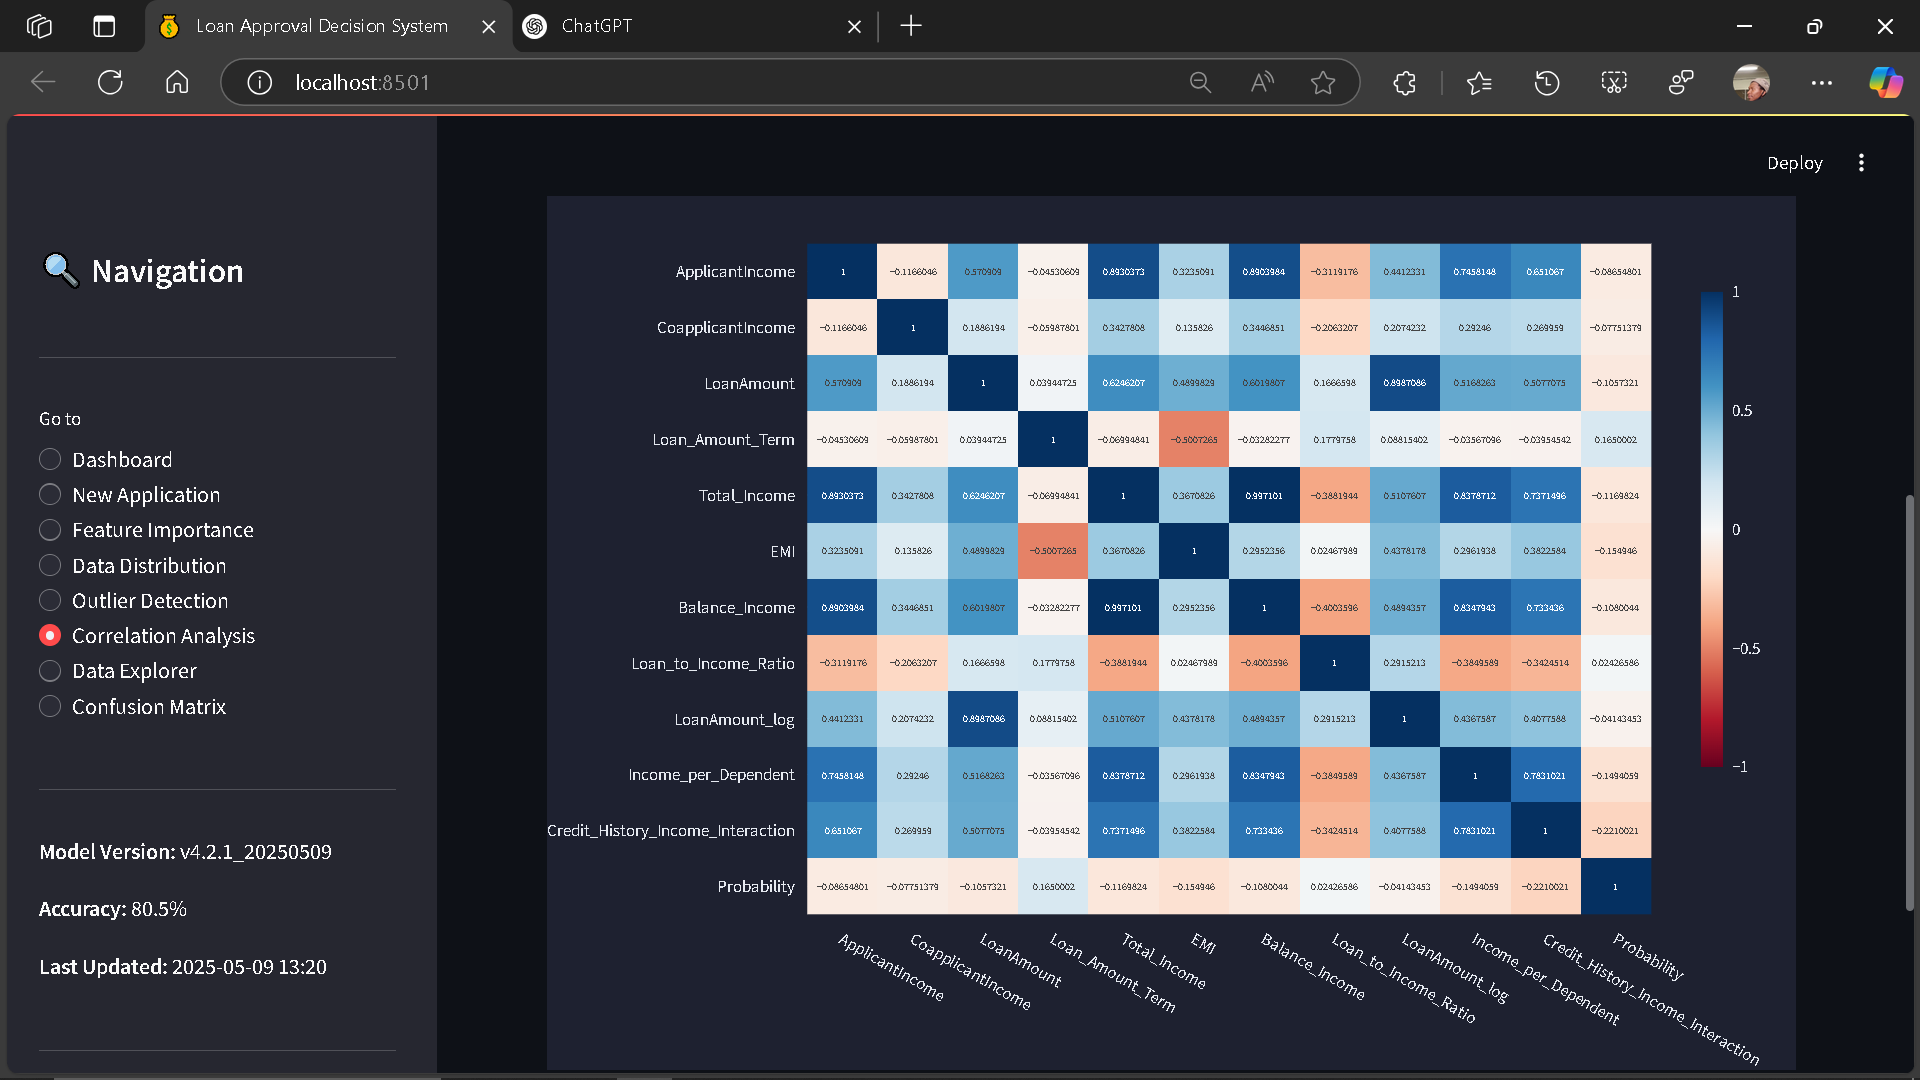 Loan Approval Decision System
ChatGPT
localhost:8501
Deploy
Navigation
Go to
Dashboard
New Application
Feature Importance
Data Distribution
Outlier Detection
Correlation Analysis
Data Explorer
Confusion Matrix
Model Version: v4.2.1_20250509
Accuracy: 80.5%
Last Updated: 2025-05-09 13:20
ApplicantIncome 1 −0.1166046 0.570909 −0.04530609 0.8930373 0.3235091 0.8903984 −0.3119176 0.4412331 0.7458148 0.651067 −0.08654801
CoapplicantIncome −0.1166046 1 0.1886194 −0.05987801 0.3427808 0.135826 0.3446851 −0.2063207 0.2074232 0.29246 0.269959 −0.07751379
LoanAmount 0.570909 0.1886194 1 0.03944725 0.6246207 0.4899829 0.6019807 0.1666598 0.8987086 0.5168263 0.5077075 −0.1057321
Loan_Amount_Term −0.04530609 −0.05987801 0.03944725 1 −0.06994841 −0.5007265 −0.03282277 0.1779758 0.08815402 −0.03567096 −0.03954542 0.1650002
Total_Income 0.8930373 0.3427808 0.6246207 −0.06994841 1 0.3670826 0.997101 −0.3881944 0.5107607 0.8378712 0.7371496 −0.1169824
EMI 0.3235091 0.135826 0.4899829 −0.5007265 0.3670826 1 0.2952356 0.02467989 0.4378178 0.2961938 0.3822584 −0.154946
Balance_Income 0.8903984 0.3446851 0.6019807 −0.03282277 0.997101 0.2952356 1 −0.4003596 0.4894357 0.8347943 0.733436 −0.1080044
Loan_to_Income_Ratio −0.3119176 −0.2063207 0.1666598 0.1779758 −0.3881944 0.02467989 −0.4003596 1 0.2915213 −0.3849589 −0.3424514 0.02426586
LoanAmount_log 0.4412331 0.2074232 0.8987086 0.08815402 0.5107607 0.4378178 0.4894357 0.2915213 1 0.4367587 0.4077588 −0.04143453
Income_per_Dependent 0.7458148 0.29246 0.5168263 −0.03567096 0.8378712 0.2961938 0.8347943 −0.3849589 0.4367587 1 0.7831021 −0.1494059
Credit_History_Income_Interaction 0.651067 0.269959 0.5077075 −0.03954542 0.7371496 0.3822584 0.733436 −0.3424514 0.4077588 0.7831021 1 −0.2210021
Probability −0.08654801 −0.07751379 −0.1057321 0.1650002 −0.1169824 −0.154946 −0.1080044 0.02426586 −0.04143453 −0.1494059 −0.2210021 1
ApplicantIncome
CoapplicantIncome
LoanAmount
Loan_Amount_Term
Total_Income
EMI
Balance_Income
Loan_to_Income_Ratio
LoanAmount_log
Income_per_Dependent
Credit_History_Income_Interaction
Probability
1
0.5
0
−0.5
−1